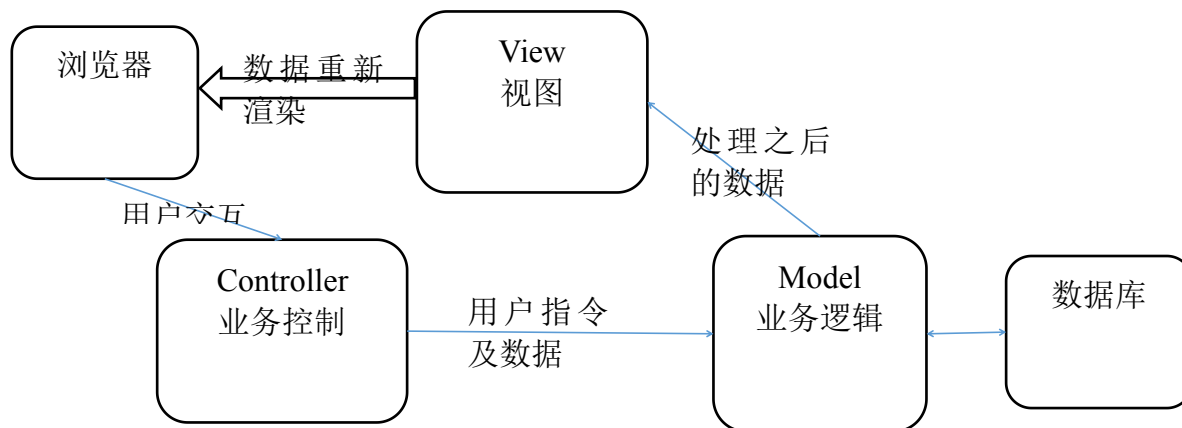 浏览器
View
视图
数据重新
渲染
处理之后
的数据
用户交互
Controller
业务控制
用户指令
及数据
Model
业务逻辑
数据库